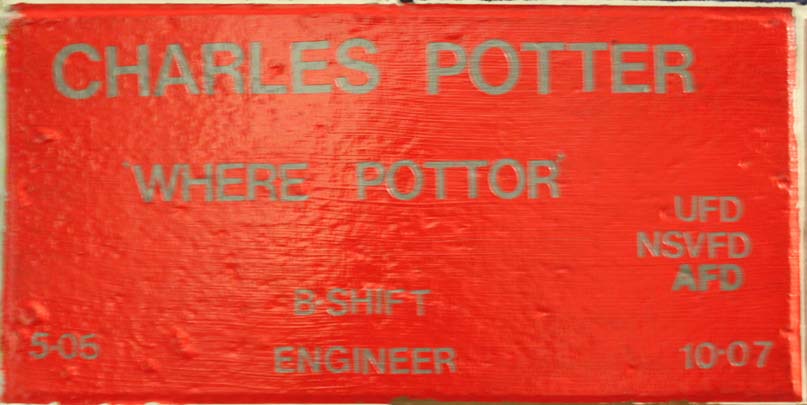 CHARLES POTTER
"WHERE POTTOR"
UFD
NSVFD
AFD
B-SHIFT
5-05 ENGINEER 10-07